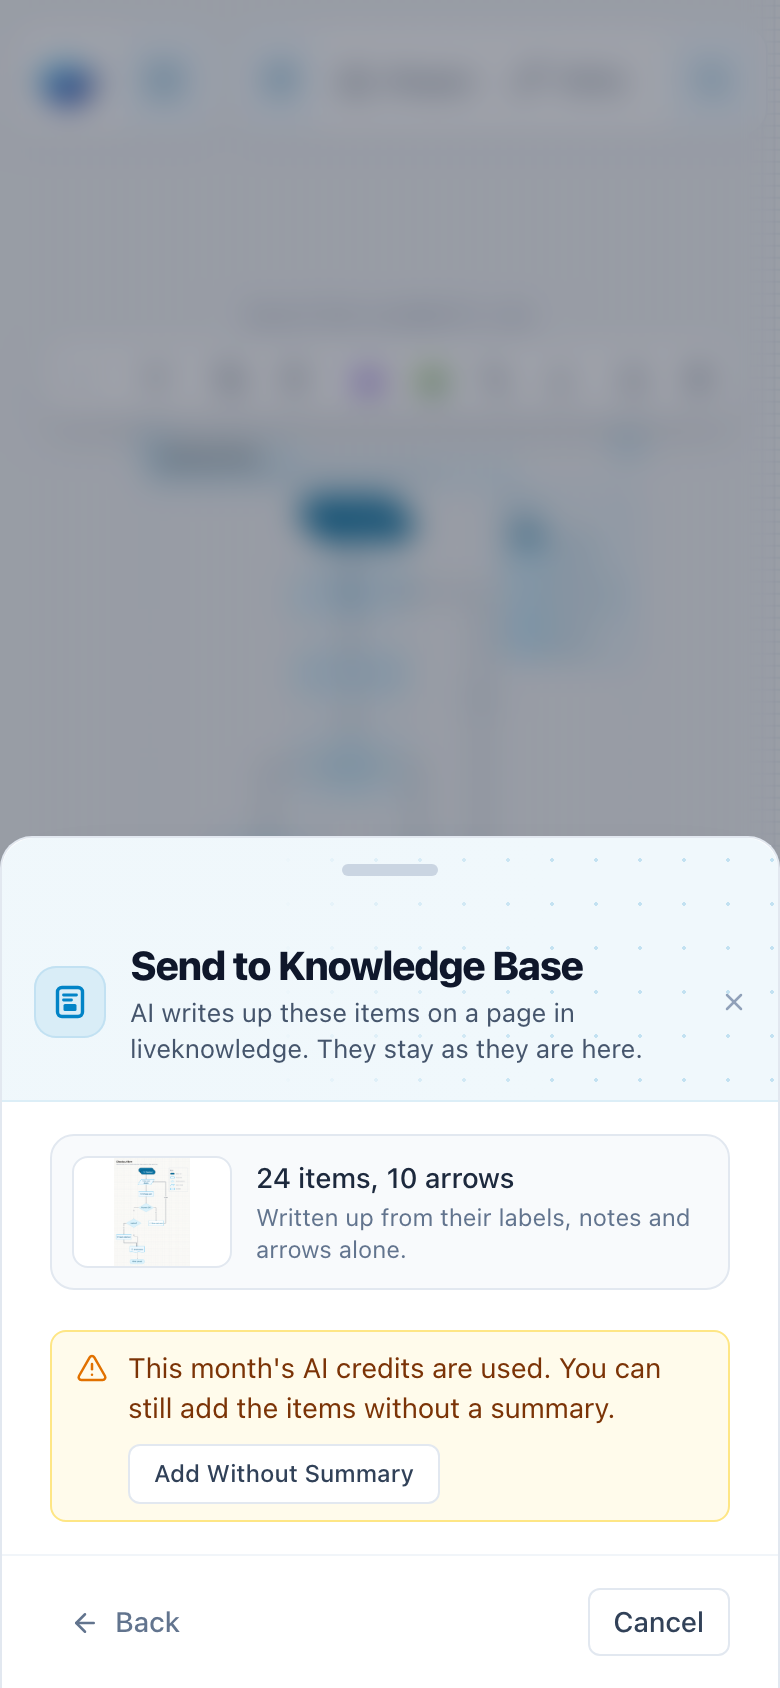 Send to Knowledge Base
AI writes up these items on a page in
liveknowledge. They stay as they are here.
24 items, 10 arrows
Written up from their labels, notes and
arrows alone.
This month's AI credits are used. You can
still add the items without a summary.
Add Without Summary
Back
Cancel